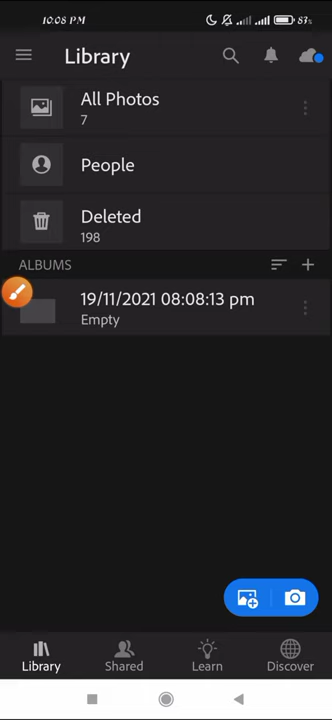 10:08 PM 83%
Library
All Photos
7
People
Deleted
198
ALBUMS
19/11/2021 08:08:13 pm
Empty
Library Shared Learn Discover